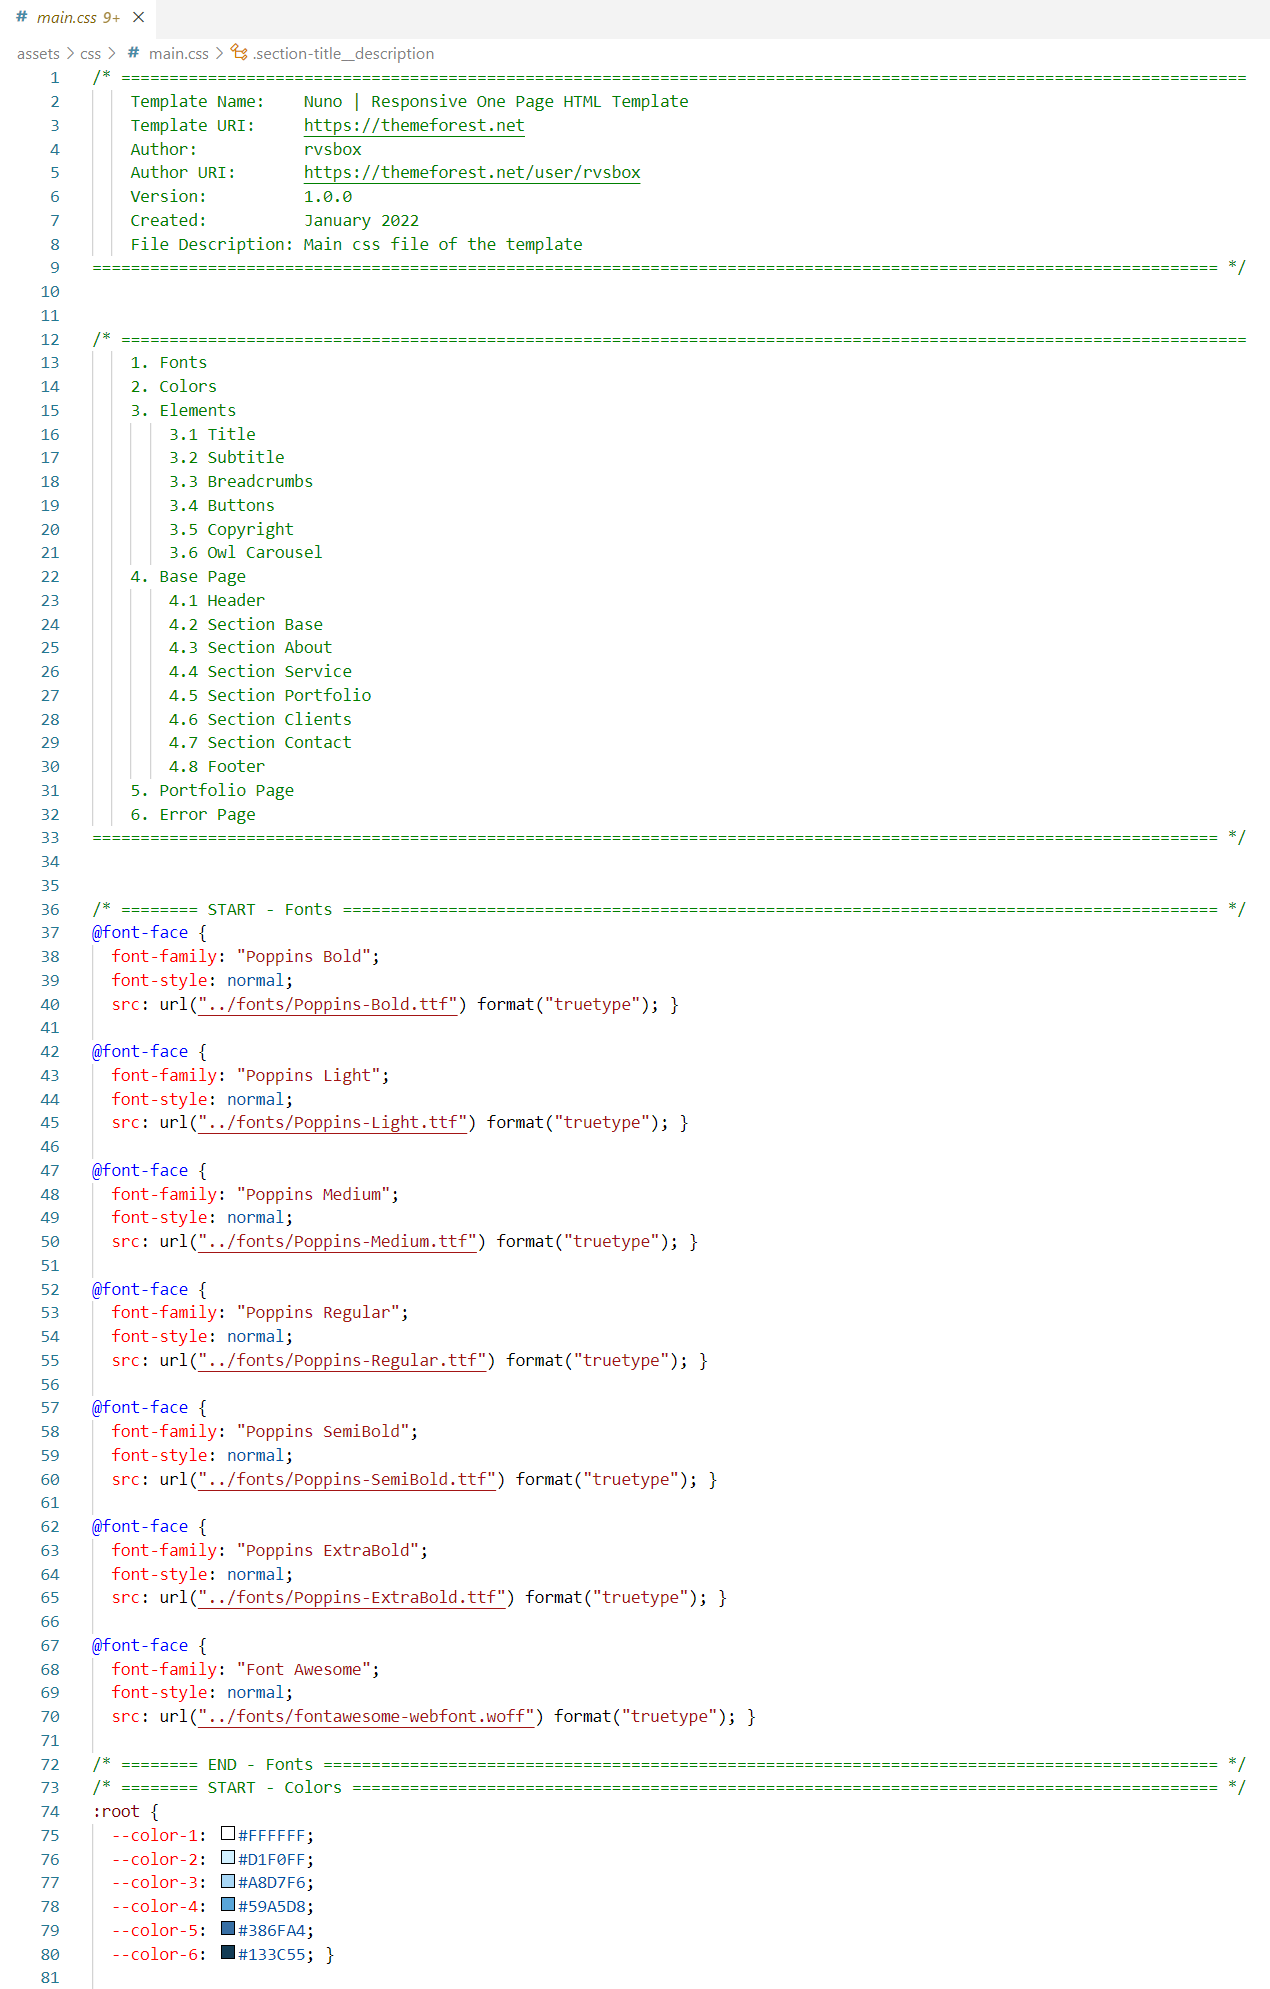 # main.css 9+ ×
assets > css > # main.css > .section-title__description
1 /* =====================================================================================================================
2 Template Name: Nuno | Responsive One Page HTML Template
3 Template URI: https://themeforest.net
4 Author: rvsbox
5 Author URI: https://themeforest.net/user/rvsbox
6 Version: 1.0.0
7 Created: January 2022
8 File Description: Main css file of the template
9 ===================================================================================================================== */
10
11
12 /* =====================================================================================================================
13 1. Fonts
14 2. Colors
15 3. Elements
16 3.1 Title
17 3.2 Subtitle
18 3.3 Breadcrumbs
19 3.4 Buttons
20 3.5 Copyright
21 3.6 Owl Carousel
22 4. Base Page
23 4.1 Header
24 4.2 Section Base
25 4.3 Section About
26 4.4 Section Service
27 4.5 Section Portfolio
28 4.6 Section Clients
29 4.7 Section Contact
30 4.8 Footer
31 5. Portfolio Page
32 6. Error Page
33 ===================================================================================================================== */
34
35
36 /* ======== START - Fonts =========================================================================================== */
37 @font-face {
38 font-family: "Poppins Bold";
39 font-style: normal;
40 src: url("../fonts/Poppins-Bold.ttf") format("truetype"); }
41
42 @font-face {
43 font-family: "Poppins Light";
44 font-style: normal;
45 src: url("../fonts/Poppins-Light.ttf") format("truetype"); }
46
47 @font-face {
48 font-family: "Poppins Medium";
49 font-style: normal;
50 src: url("../fonts/Poppins-Medium.ttf") format("truetype"); }
51
52 @font-face {
53 font-family: "Poppins Regular";
54 font-style: normal;
55 src: url("../fonts/Poppins-Regular.ttf") format("truetype"); }
56
57 @font-face {
58 font-family: "Poppins SemiBold";
59 font-style: normal;
60 src: url("../fonts/Poppins-SemiBold.ttf") format("truetype"); }
61
62 @font-face {
63 font-family: "Poppins ExtraBold";
64 font-style: normal;
65 src: url("../fonts/Poppins-ExtraBold.ttf") format("truetype"); }
66
67 @font-face {
68 font-family: "Font Awesome";
69 font-style: normal;
70 src: url("../fonts/fontawesome-webfont.woff") format("truetype"); }
71
72 /* ======== END - Fonts ============================================================================================= */
73 /* ======== START - Colors ========================================================================================== */
74 :root {
75 --color-1: #FFFFFF;
76 --color-2: #D1F0FF;
77 --color-3: #A8D7F6;
78 --color-4: #59A5D8;
79 --color-5: #386FA4;
80 --color-6: #133C55; }
81